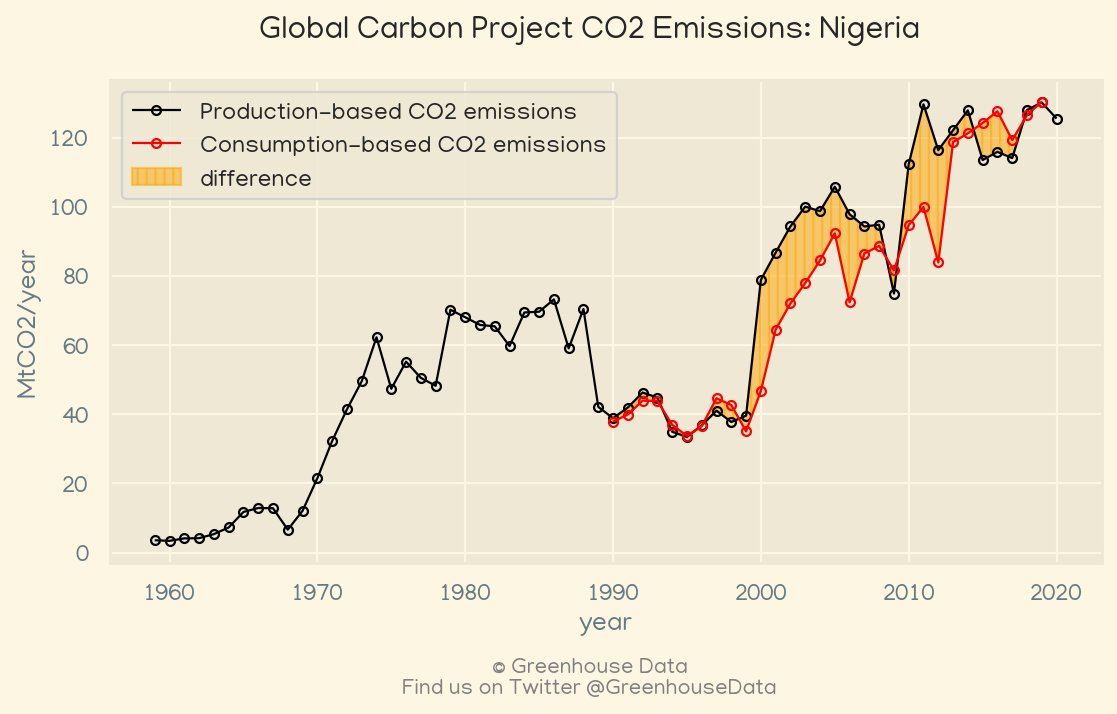 Global Carbon Project CO2 Emissions: Nigeria
Production-based CO2 emissions
Consumption-based CO2 emissions
difference
MtCO2/year
120
100
80
60
40
20
0
1960 1970 1980 1990 2000 2010 2020
year
© Greenhouse Data
Find us on Twitter @GreenhouseData